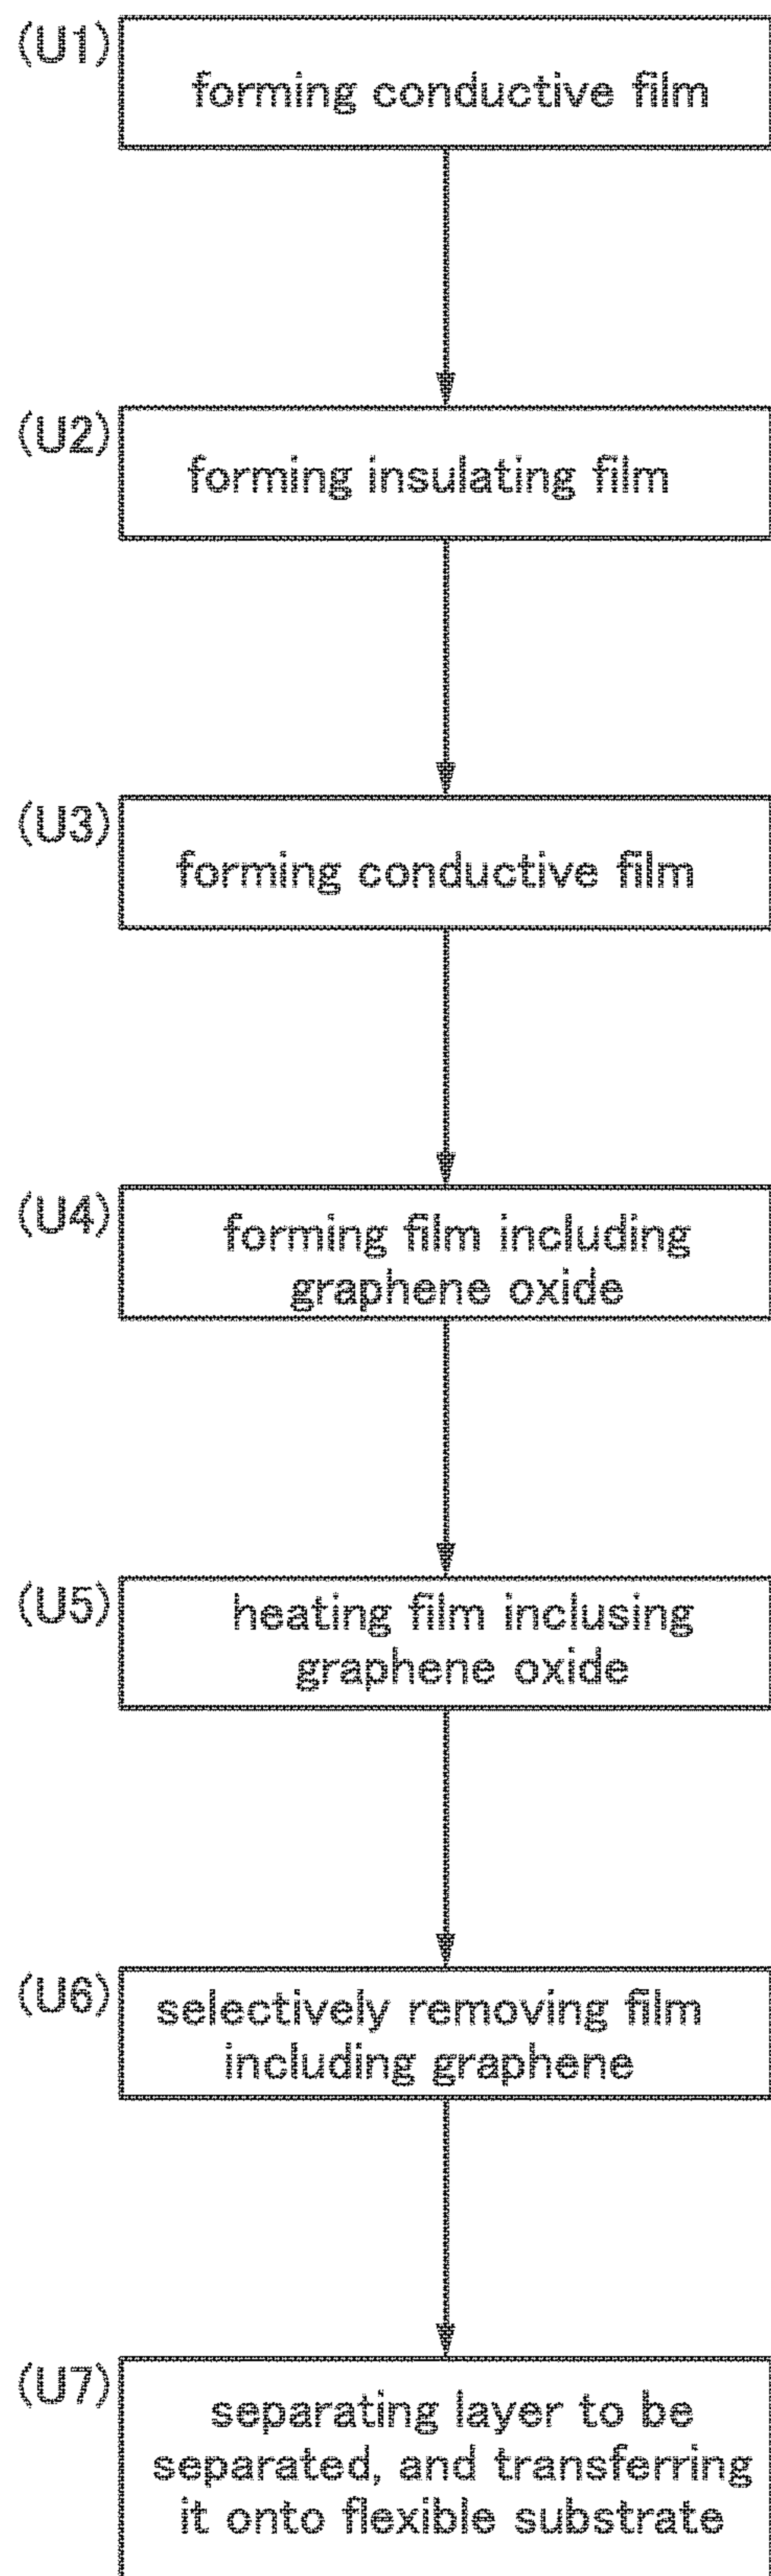 (U1)
forming conductive film
(U2)
forming insulating film
(U3)
forming conductive film
(U4)
forming film including
graphene oxide
(U5)
heating film inclusing
graphene oxide
(U6)
selectively removing film
including graphene
(U7)
separating layer to be
separated, and transferring
it onto flexible substrate